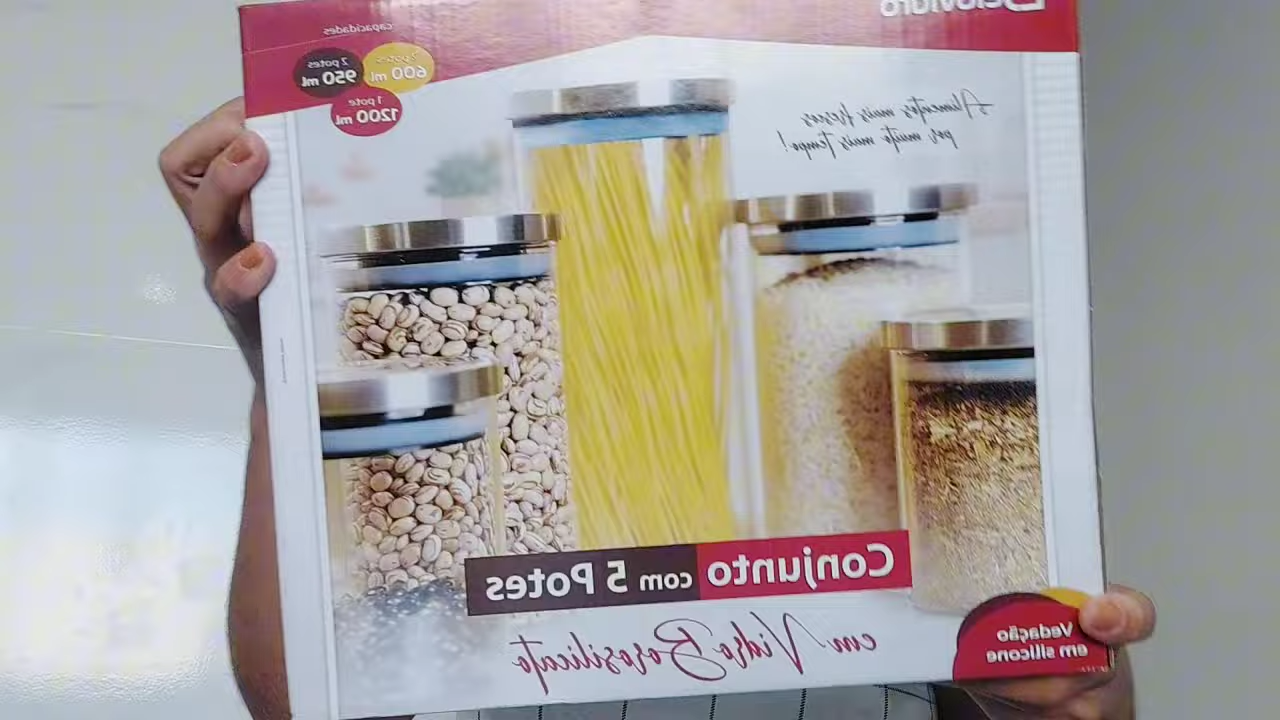 capacidades
2 potes
950 ml
2 potes
600 ml
1 pote
1200 ml
Alimentos mais frescos
por muito mais tempo!
Conjunto com 5 Potes
em Vidro Borosilicato
Vedação
em silicone